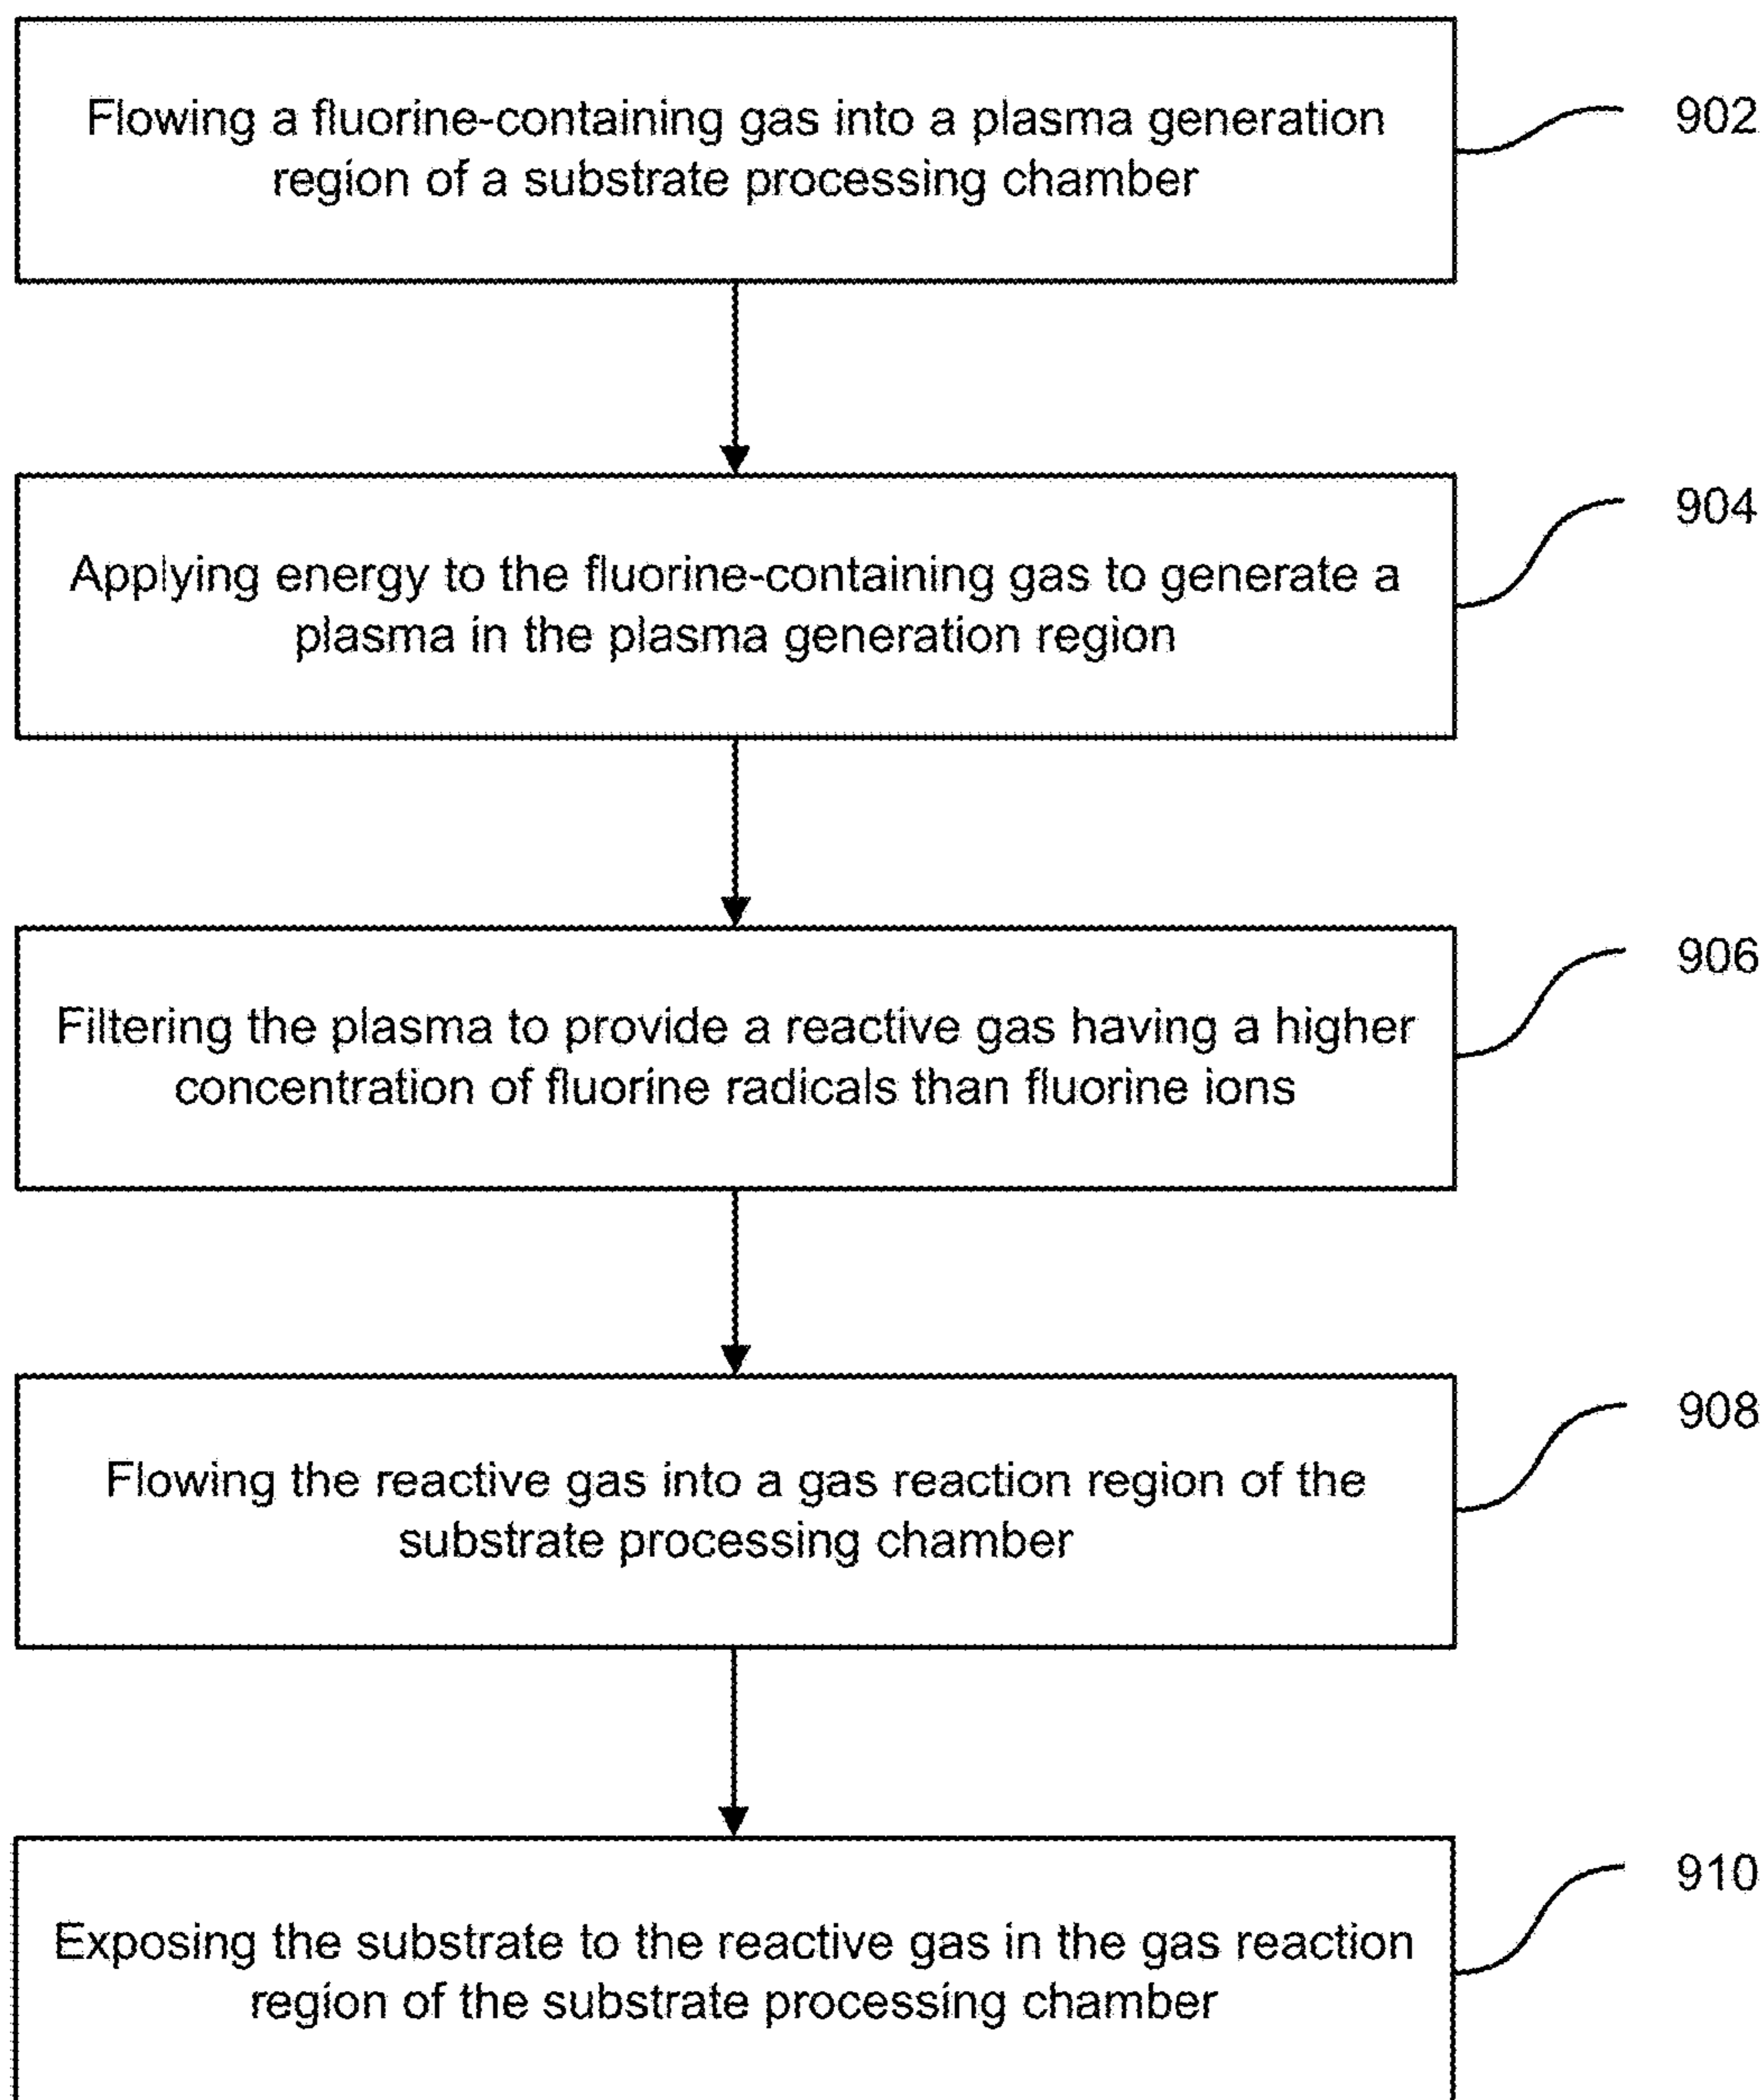 Flowing a fluorine-containing gas into a plasma generation
region of a substrate processing chamber
902
Applying energy to the fluorine-containing gas to generate a
plasma in the plasma generation region
904
Filtering the plasma to provide a reactive gas having a higher
concentration of fluorine radicals than fluorine ions
906
Flowing the reactive gas into a gas reaction region of the
substrate processing chamber
908
Exposing the substrate to the reactive gas in the gas reaction
region of the substrate processing chamber
910